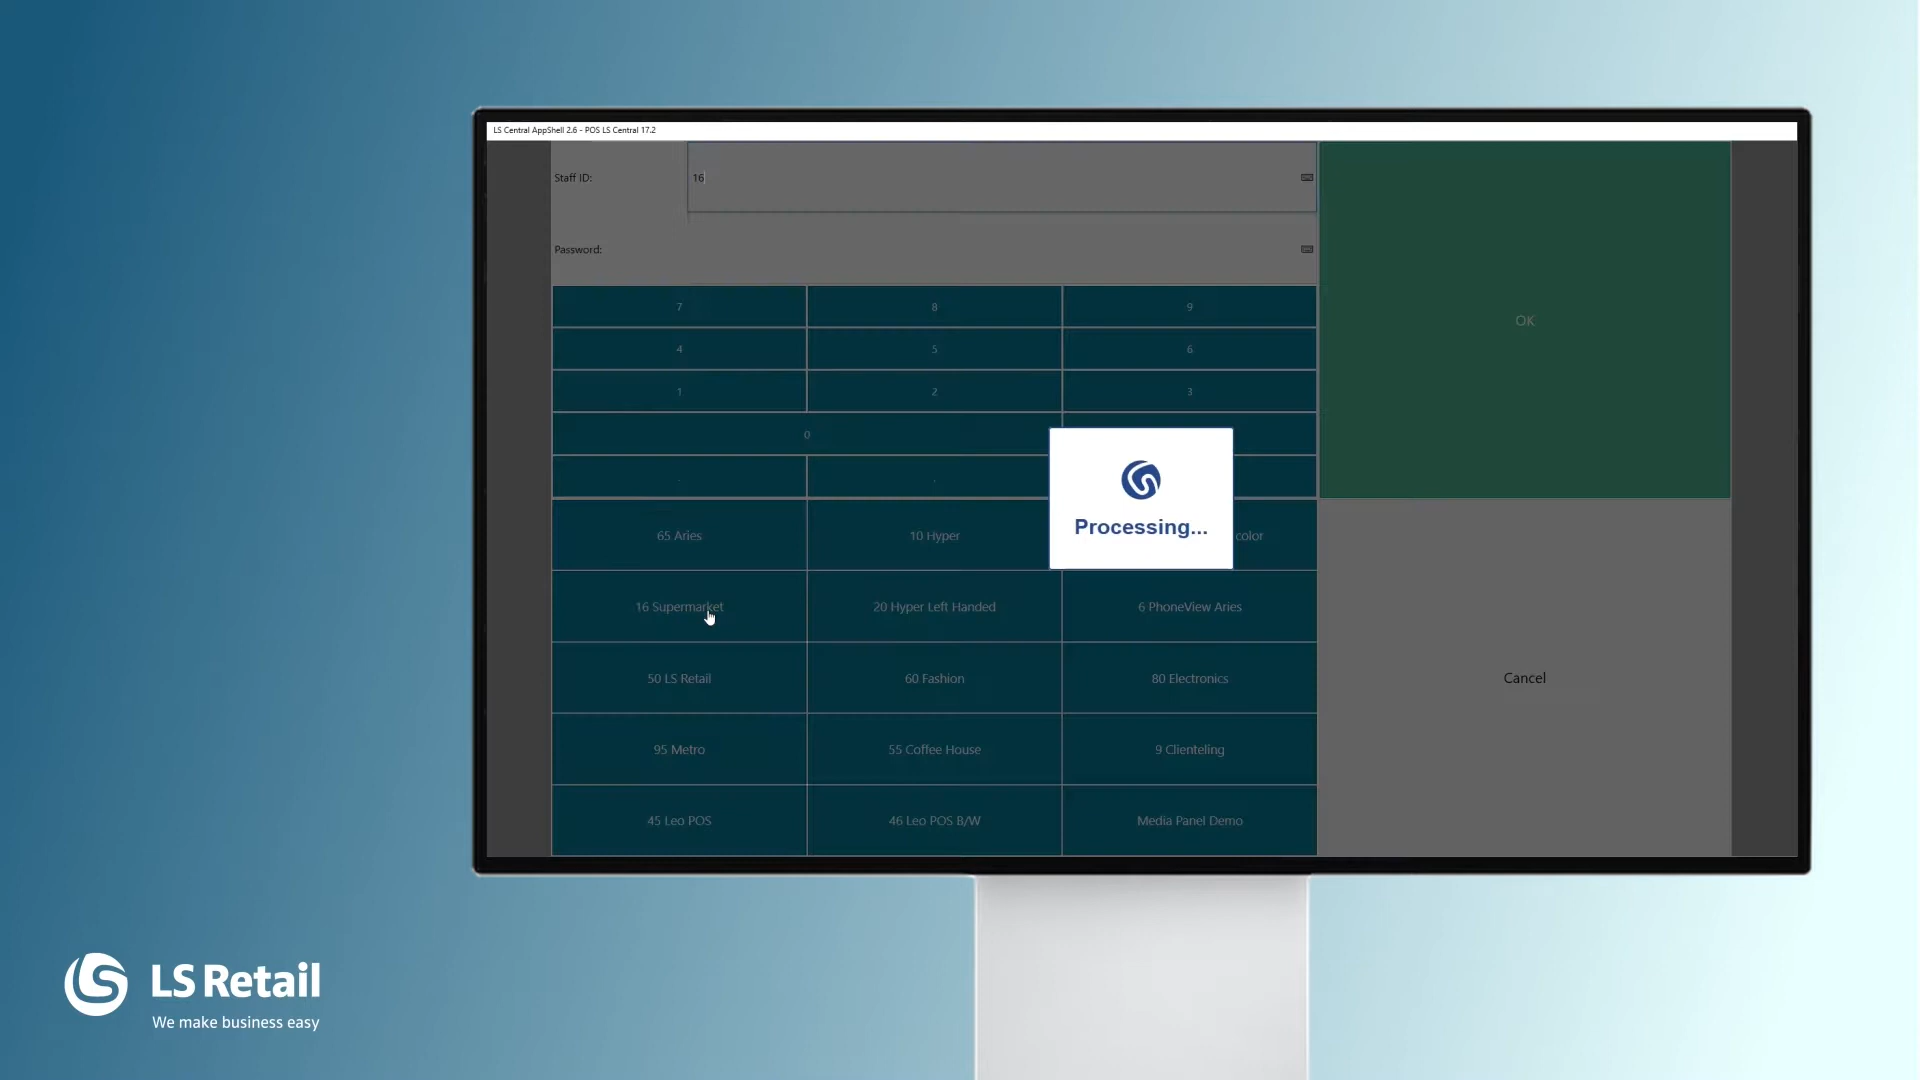 LS Central AppShell 2.6 - POS LS Central 17.2
Staff ID:
16
Password:
7
8
9
4
5
6
1
2
3
0
.
,
65 Aries
10 Hyper
color
16 Supermarket
20 Hyper Left Handed
6 PhoneView Aries
50 LS Retail
60 Fashion
80 Electronics
95 Metro
55 Coffee House
9 Clienteling
45 Leo POS
46 Leo POS B/W
Media Panel Demo
OK
Cancel
Processing...
LS Retail
We make business easy